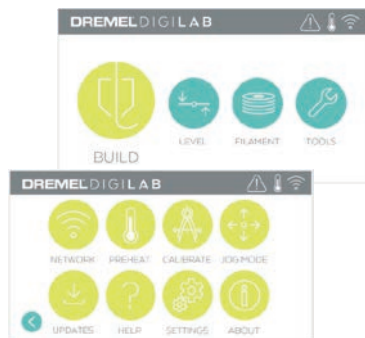 DREMEL DIGILAB
LEVEL FILAMENT TOOLS
BUILD
DREMEL DIGILAB
NETWORK PREHEAT CALIBRATE JOG MODE
UPDATES HELP SETTINGS ABOUT